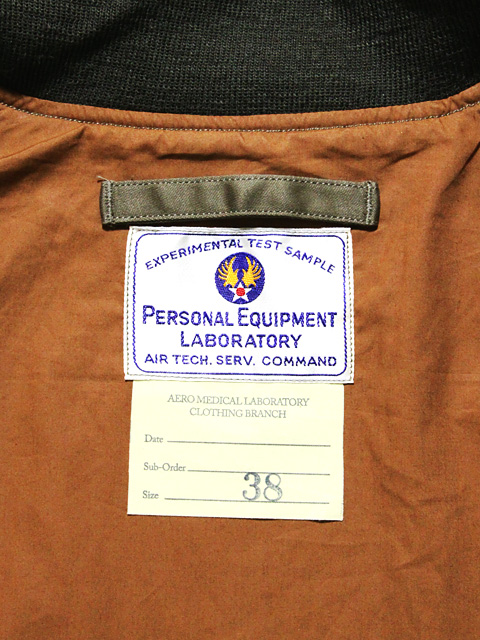 EXPERIMENTAL TEST SAMPLE
PERSONAL EQUIPMENT
LABORATORY
AIR TECH. SERV. COMMAND
AERO MEDICAL LABORATORY
CLOTHING BRANCH
Date
Sub-Order
Size 38